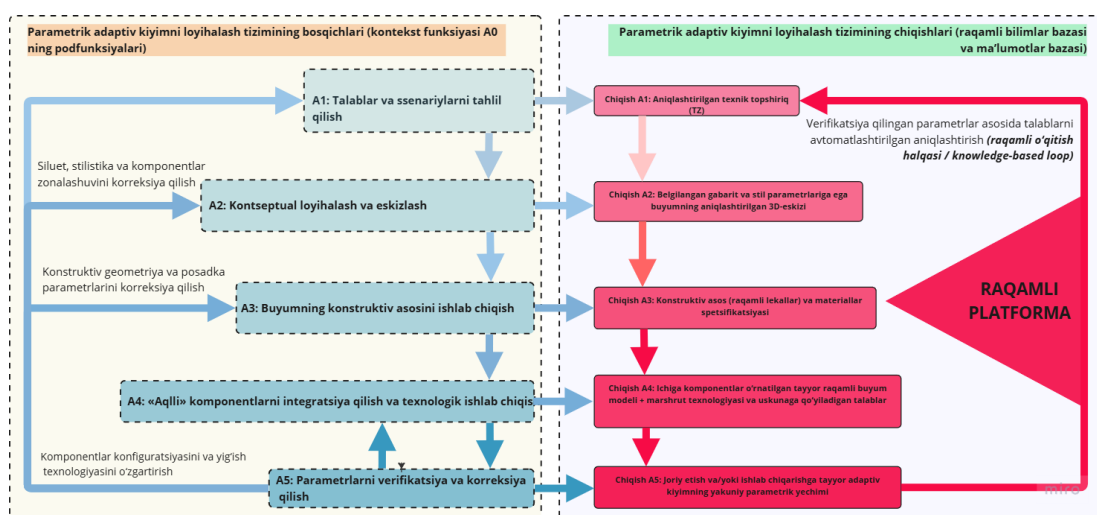 Parametrik adaptiv kiyimni loyihalash tizimining bosqichlari (kontekst funksiyasi A0
ning podfunksiyalari)
A1: Talablar va ssenariylarni tahlil
qilish
Siluet, stilistika va komponentlar
zonalashuvini korreksiya qilish
A2: Kontseptual loyihalash va eskizlash
Konstruktiv geometriya va posadka
parametrlarini korreksiya qilish
A3: Buyumning konstruktiv asosini ishlab chiqish
A4: «Aqlli» komponentlarni integratsiya qilish va texnologik ishlab chiqis
Komponentlar konfiguratsiyasini va yig‘ish
texnologiyasini o‘zgartirish
A5: Parametrlarni verifikatsiya va korreksiya
qilish
Parametrik adaptiv kiyimni loyihalash tizimining chiqishlari (raqamli bilimlar bazasi
va ma’lumotlar bazasi)
Chiqish A1: Aniqlashtirilgan texnik topshiriq
(TZ)
Verifikatsiya qilingan parametrlar asosida talablarni
avtomatlashtirilgan aniqlashtirish (raqamli o‘qitish
halqasi / knowledge-based loop)
Chiqish A2: Belgilangan gabarit va stil parametrlariga ega
buyumning aniqlashtirilgan 3D-eskizi
Chiqish A3: Konstruktiv asos (raqamli lekallar) va materiallar
spetsifikatsiyasi
RAQAMLI
PLATFORMA
Chiqish A4: Ichiga komponentlar o‘rnatilgan tayyor raqamli buyum
modeli + marshrut texnologiyasi va uskunaga qo‘yiladigan talablar
Chiqish A5: Joriy etish va/yoki ishlab chiqarishga tayyor adaptiv
kiyimning yakuniy parametrik yechimi
miro